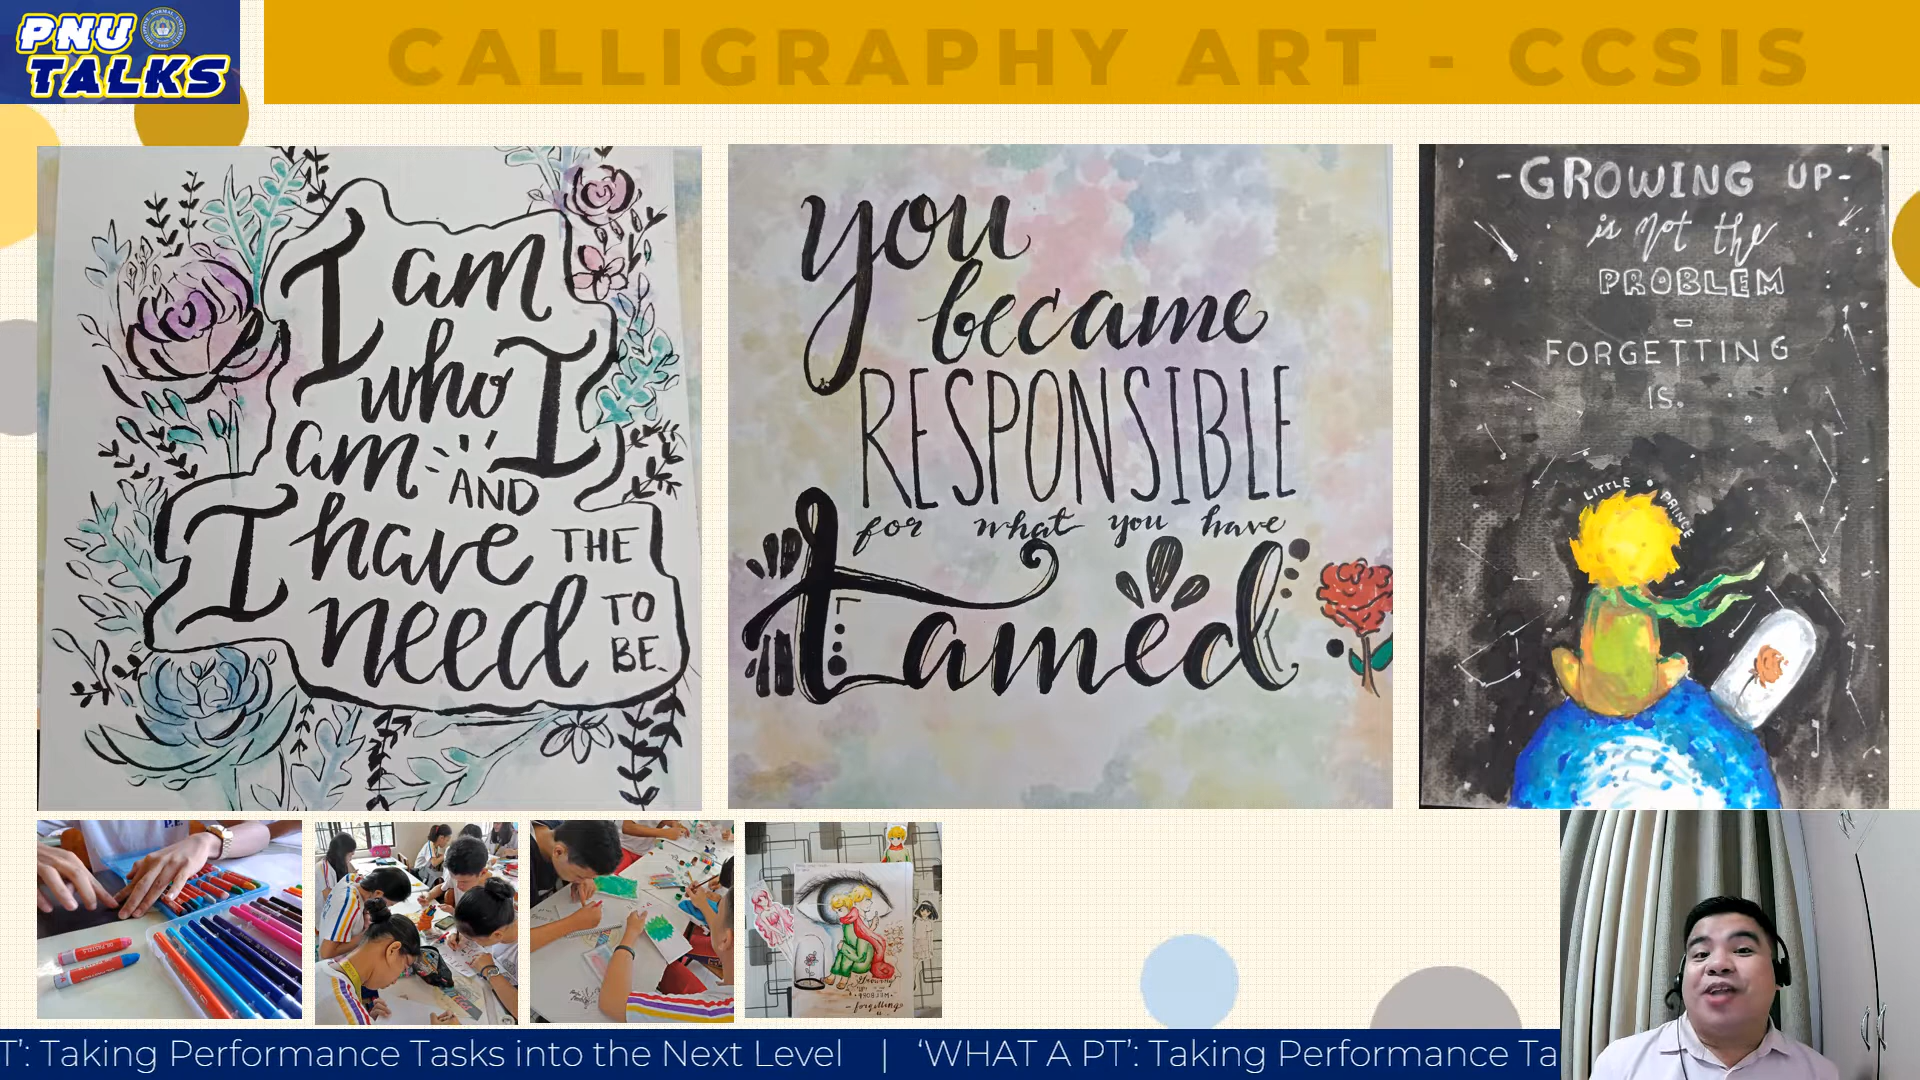 PNU
TALKS
CALLIGRAPHY ART - CCSIS
I am
who I
am AND
I have THE
need TO
BE.
you
became
RESPONSIBLE
for what you have
tamed
-GROWING UP-
is not the
PROBLEM
-
FORGETTING
IS.
LITTLE • PRINCE
Growing
- forgetting
T’: Taking Performance Tasks into the Next Level | ‘WHAT A PT’: Taking Performance Ta